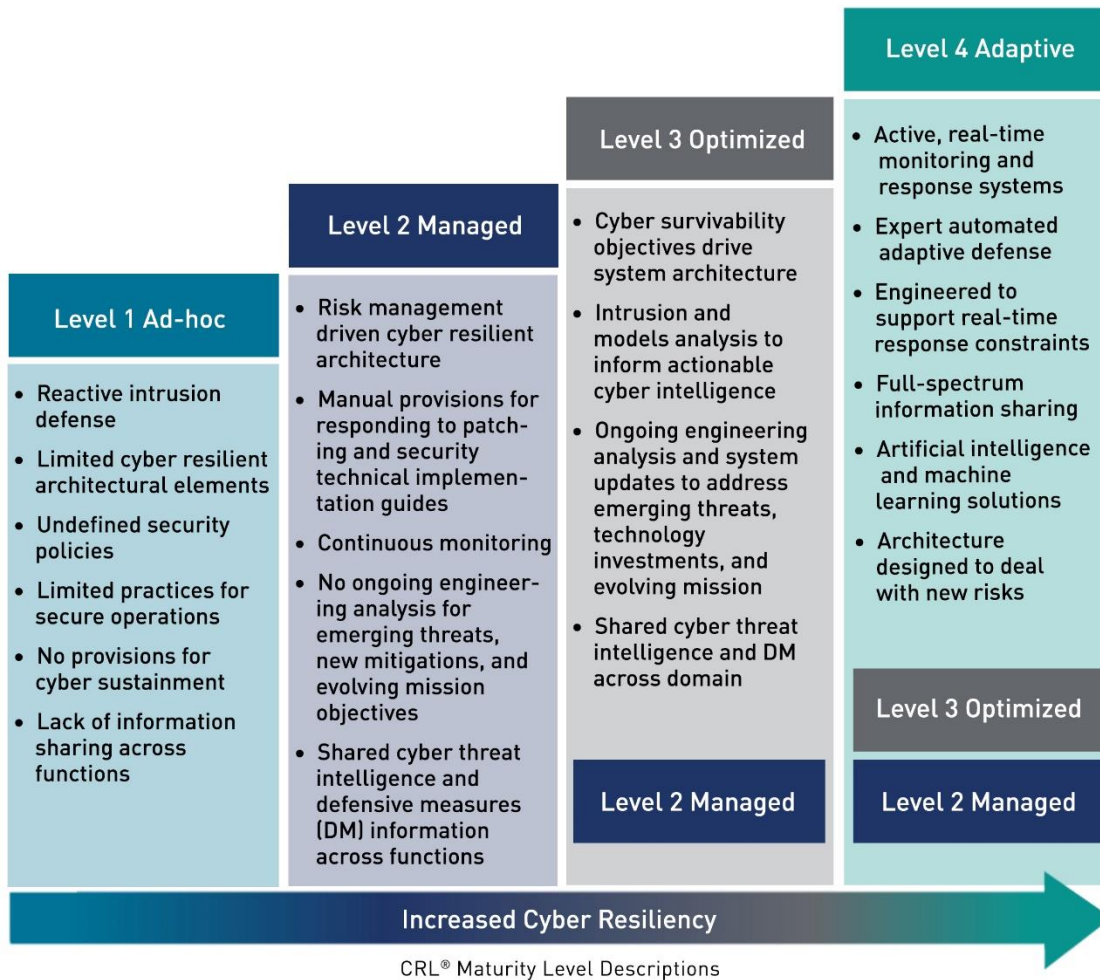 Level 1 Ad-hoc
• Reactive intrusion
defense
• Limited cyber resilient
architectural elements
• Undefined security
policies
• Limited practices for
secure operations
• No provisions for
cyber sustainment
• Lack of information
sharing across
functions
Level 2 Managed
• Risk management
driven cyber resilient
architecture
• Manual provisions for
responding to patch-
ing and security
technical implemen-
tation guides
• Continuous monitoring
• No ongoing engineer-
ing analysis for
emerging threats,
new mitigations, and
evolving mission
objectives
• Shared cyber threat
intelligence and
defensive measures
(DM) information
across functions
Level 3 Optimized
• Cyber survivability
objectives drive
system architecture
• Intrusion and
models analysis to
inform actionable
cyber intelligence
• Ongoing engineering
analysis and system
updates to address
emerging threats,
technology
investments, and
evolving mission
• Shared cyber threat
intelligence and DM
across domain
Level 2 Managed
Level 4 Adaptive
• Active, real-time
monitoring and
response systems
• Expert automated
adaptive defense
• Engineered to
support real-time
response constraints
• Full-spectrum
information sharing
• Artificial intelligence
and machine
learning solutions
• Architecture
designed to deal
with new risks
Level 3 Optimized
Level 2 Managed
Increased Cyber Resiliency
CRL® Maturity Level Descriptions